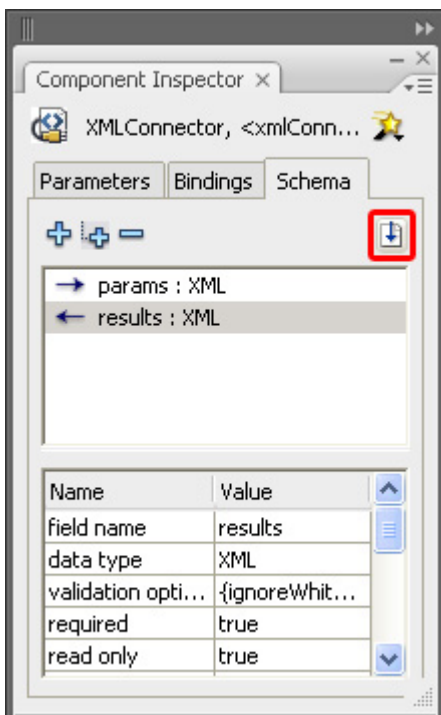 Component Inspector ×
XMLConnector, <xmlConn...
Parameters Bindings Schema
params : XML
results : XML
Name Value
field name results
data type XML
validation opti... {ignoreWhit...
required true
read only true